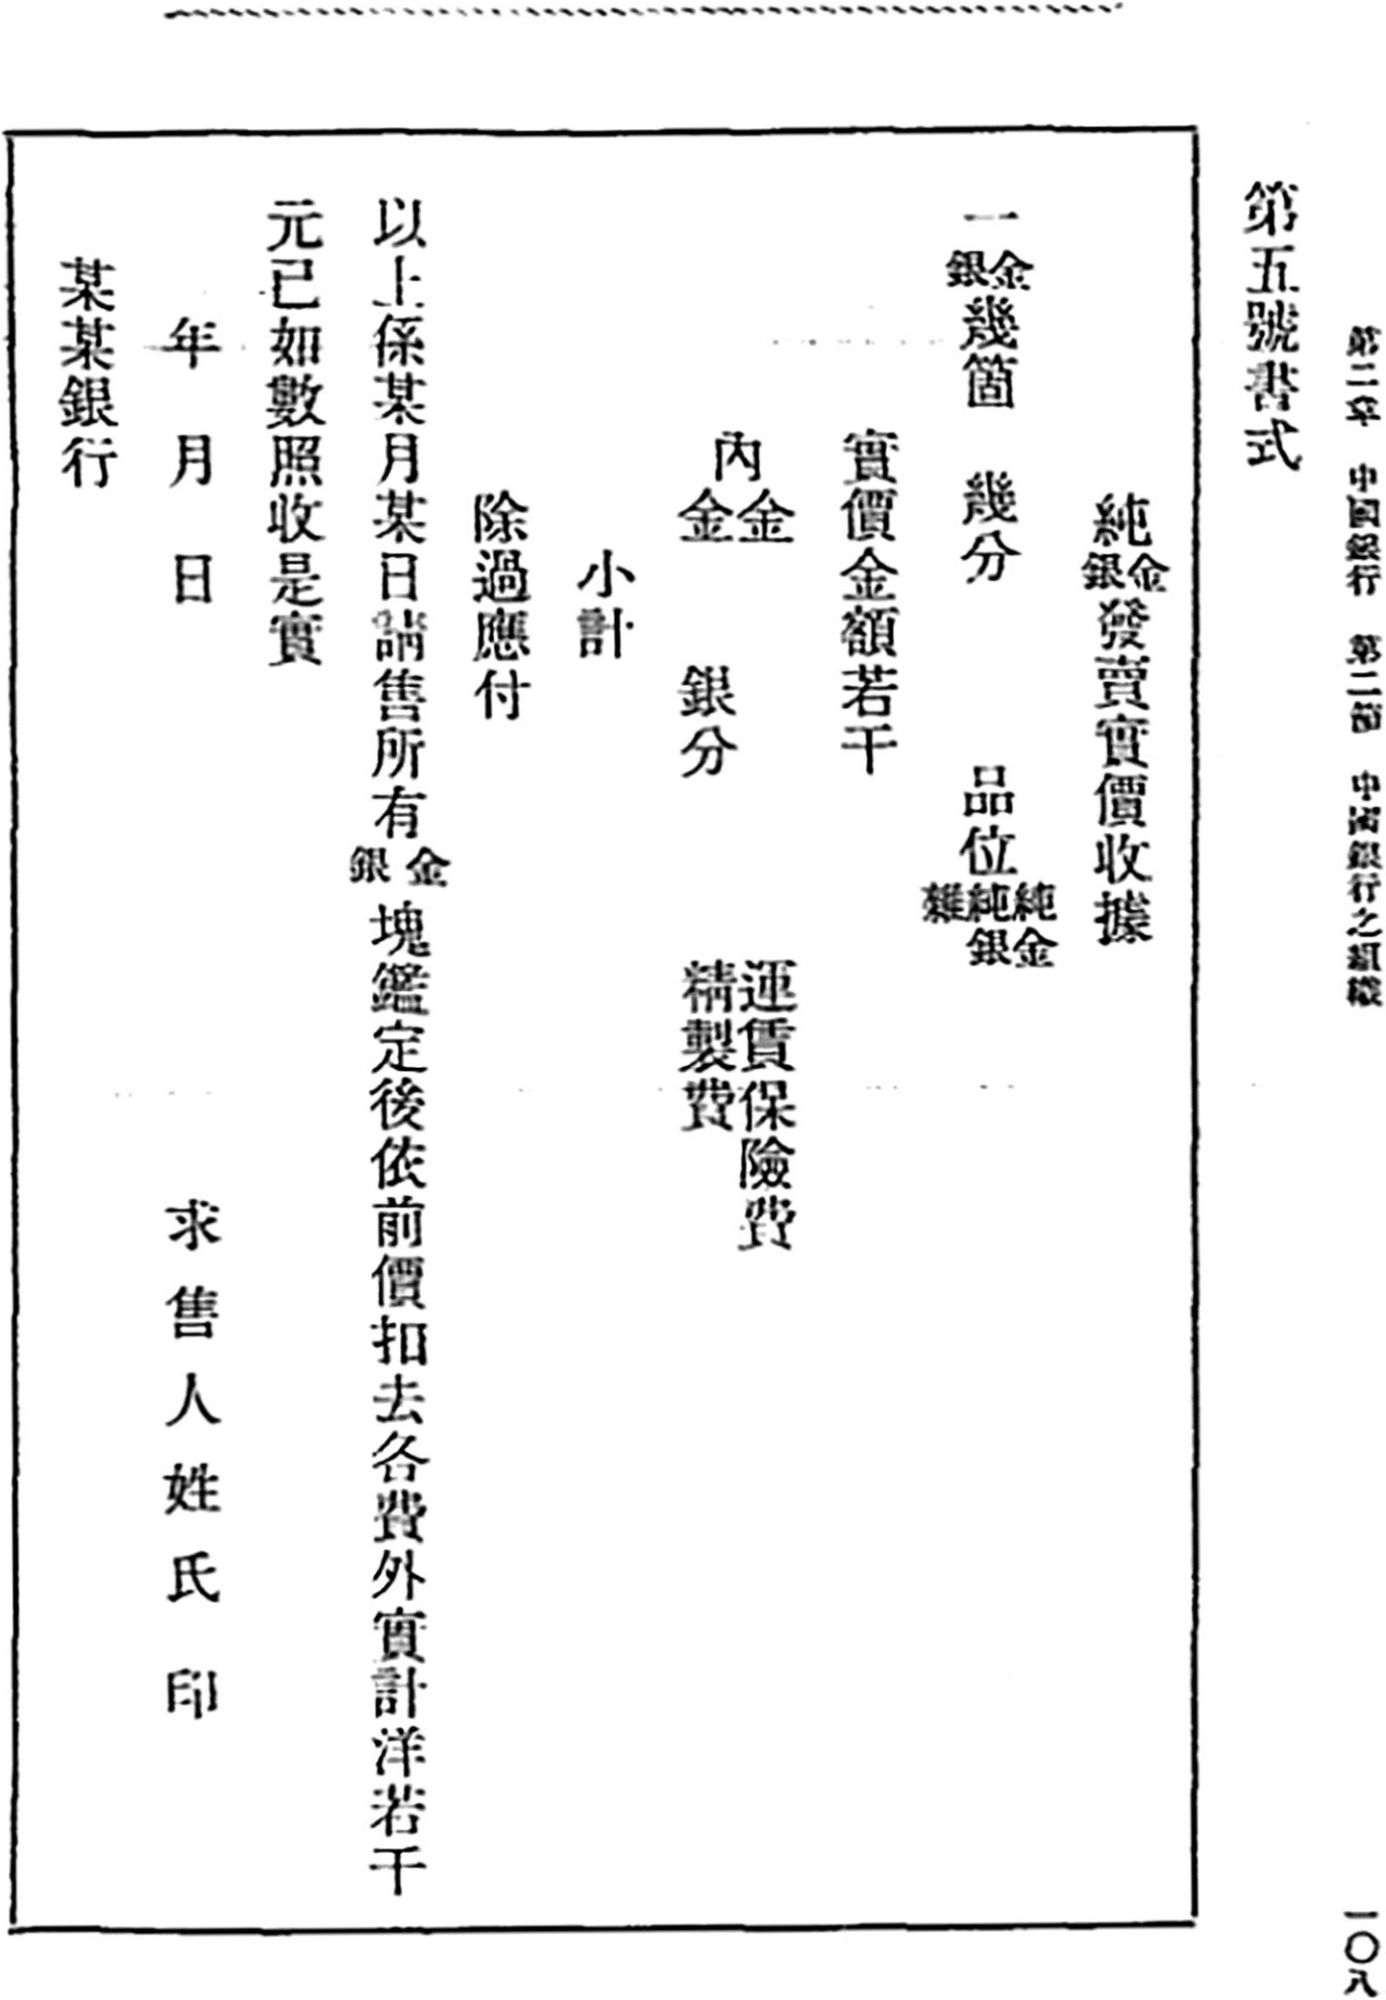 第二章　中國銀行　第二節　中國銀行之組織
一〇八
第五號書式
純金銀發賣實價收據
一金銀幾箇　幾分　品位純金純銀雜
實價金額若干
內金　運賃保險費
金　銀分　精製費
小計
除過應付
以上係某月某日請售所有金銀塊鑑定後依前價扣去各費外實計洋若干
元已如數照收是實
年　月　日　求售人姓氏　印
某某銀行